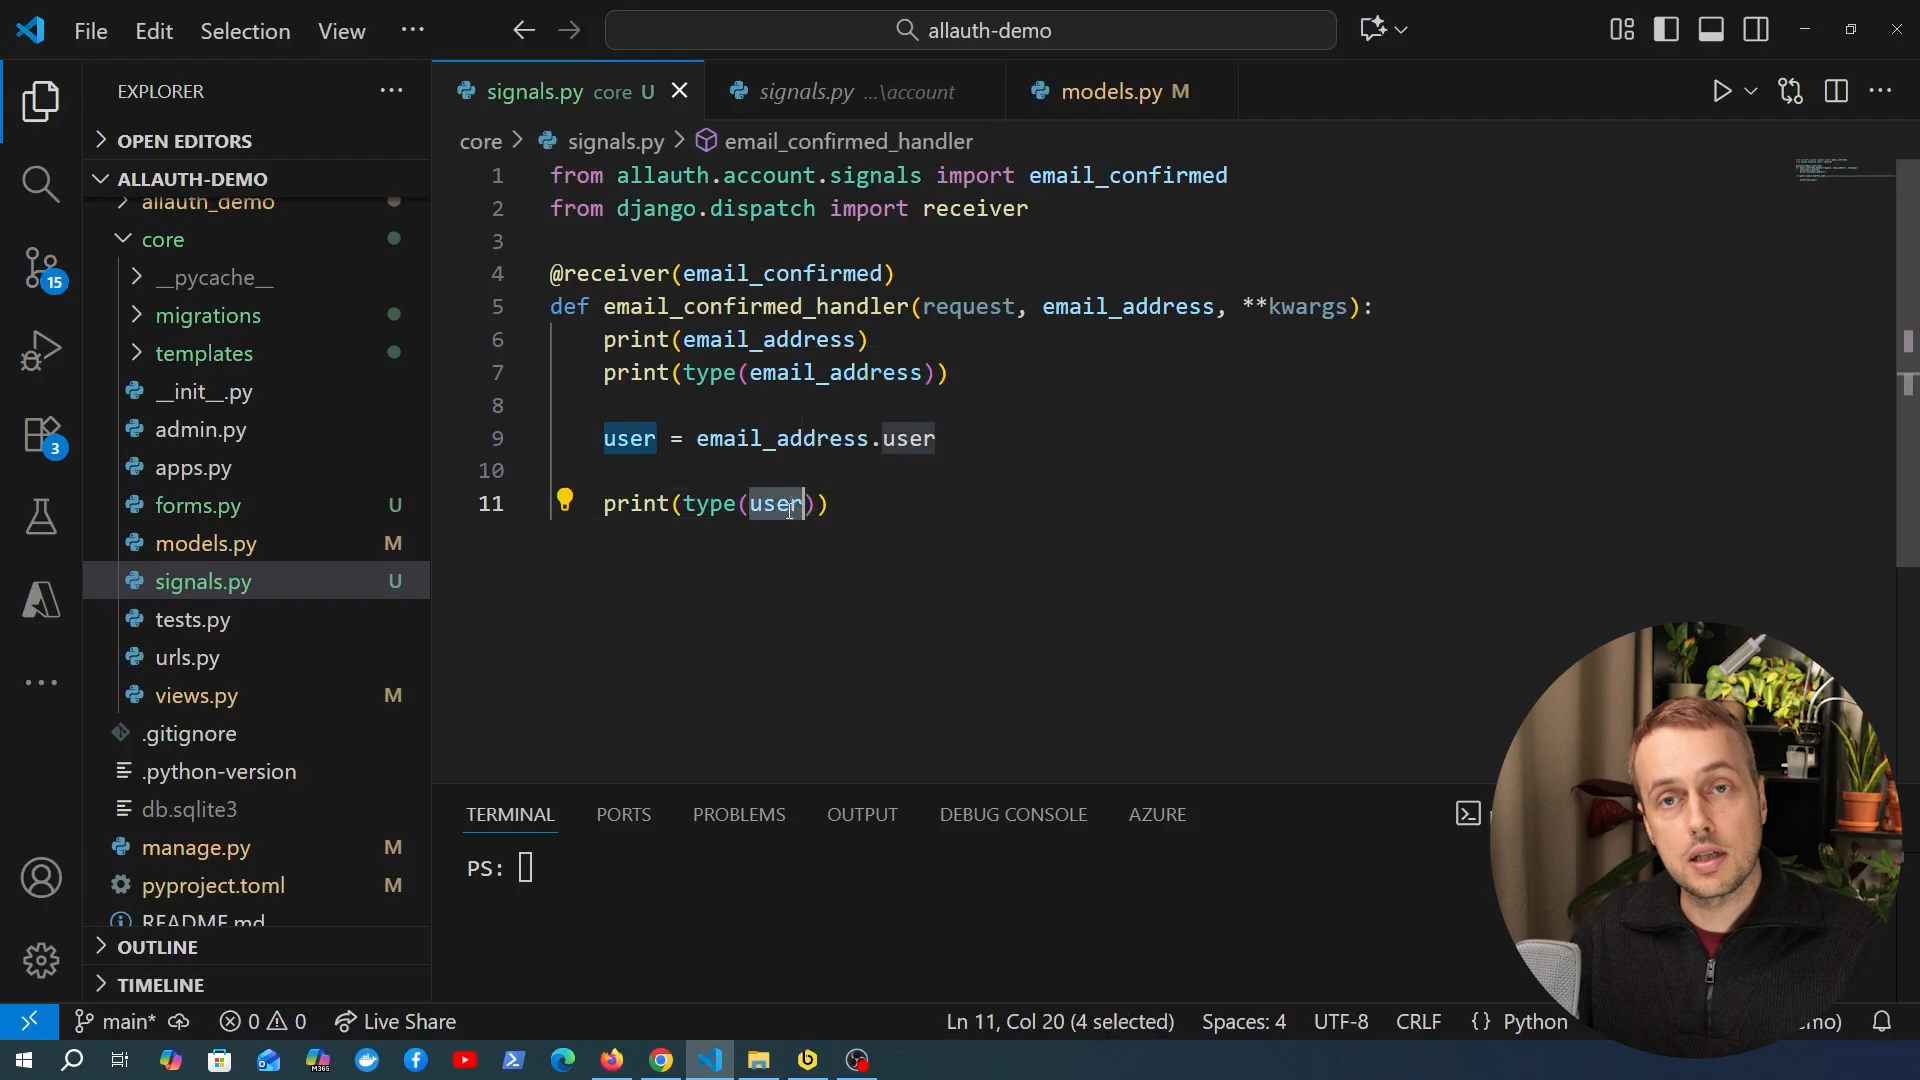 File Edit Selection View ...
allauth-demo
EXPLORER
OPEN EDITORS
ALLAUTH-DEMO
allauth_demo
core
__pycache__
migrations
templates
__init__.py
admin.py
apps.py
forms.py U
models.py M
signals.py U
tests.py
urls.py
views.py M
.gitignore
.python-version
db.sqlite3
manage.py M
pyproject.toml M
README.md
OUTLINE
TIMELINE
15
3
signals.py core U
signals.py ...\account
models.py M
core > signals.py > email_confirmed_handler
1 from allauth.account.signals import email_confirmed
2 from django.dispatch import receiver
3
4 @receiver(email_confirmed)
5 def email_confirmed_handler(request, email_address, **kwargs):
6 print(email_address)
7 print(type(email_address))
8
9 user = email_address.user
10
11 print(type(user))
TERMINAL PORTS PROBLEMS OUTPUT DEBUG CONSOLE AZURE
PS:
main* 0 0 Live Share
Ln 11, Col 20 (4 selected) Spaces: 4 UTF-8 CRLF {} Python
M365